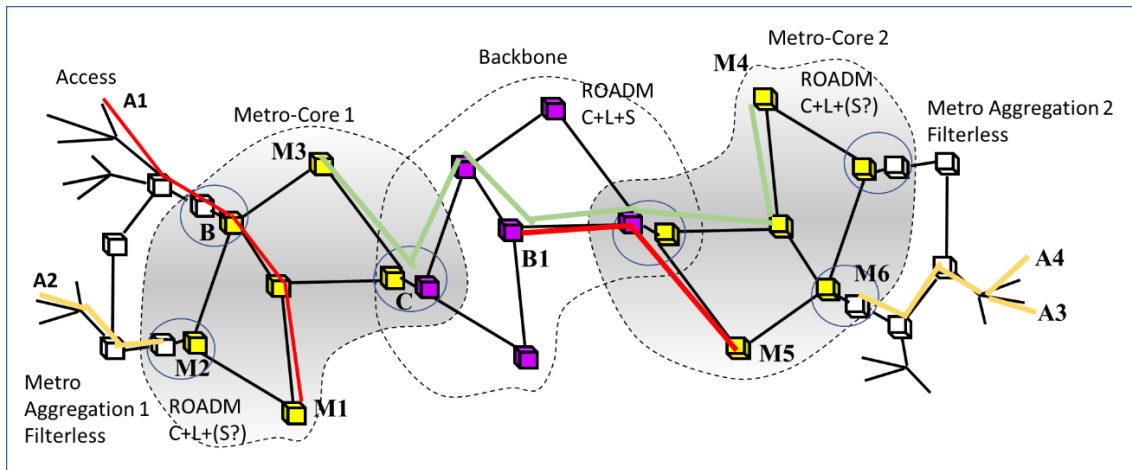 Access
A1
Metro-Core 1
M3
B
A2
M2
Metro
Aggregation 1
Filterless
ROADM
C+L+(S?)
M1
C
Backbone
ROADM
C+L+S
B1
Metro-Core 2
M4
ROADM
C+L+(S?)
Metro Aggregation 2
Filterless
M6
M5
A4
A3